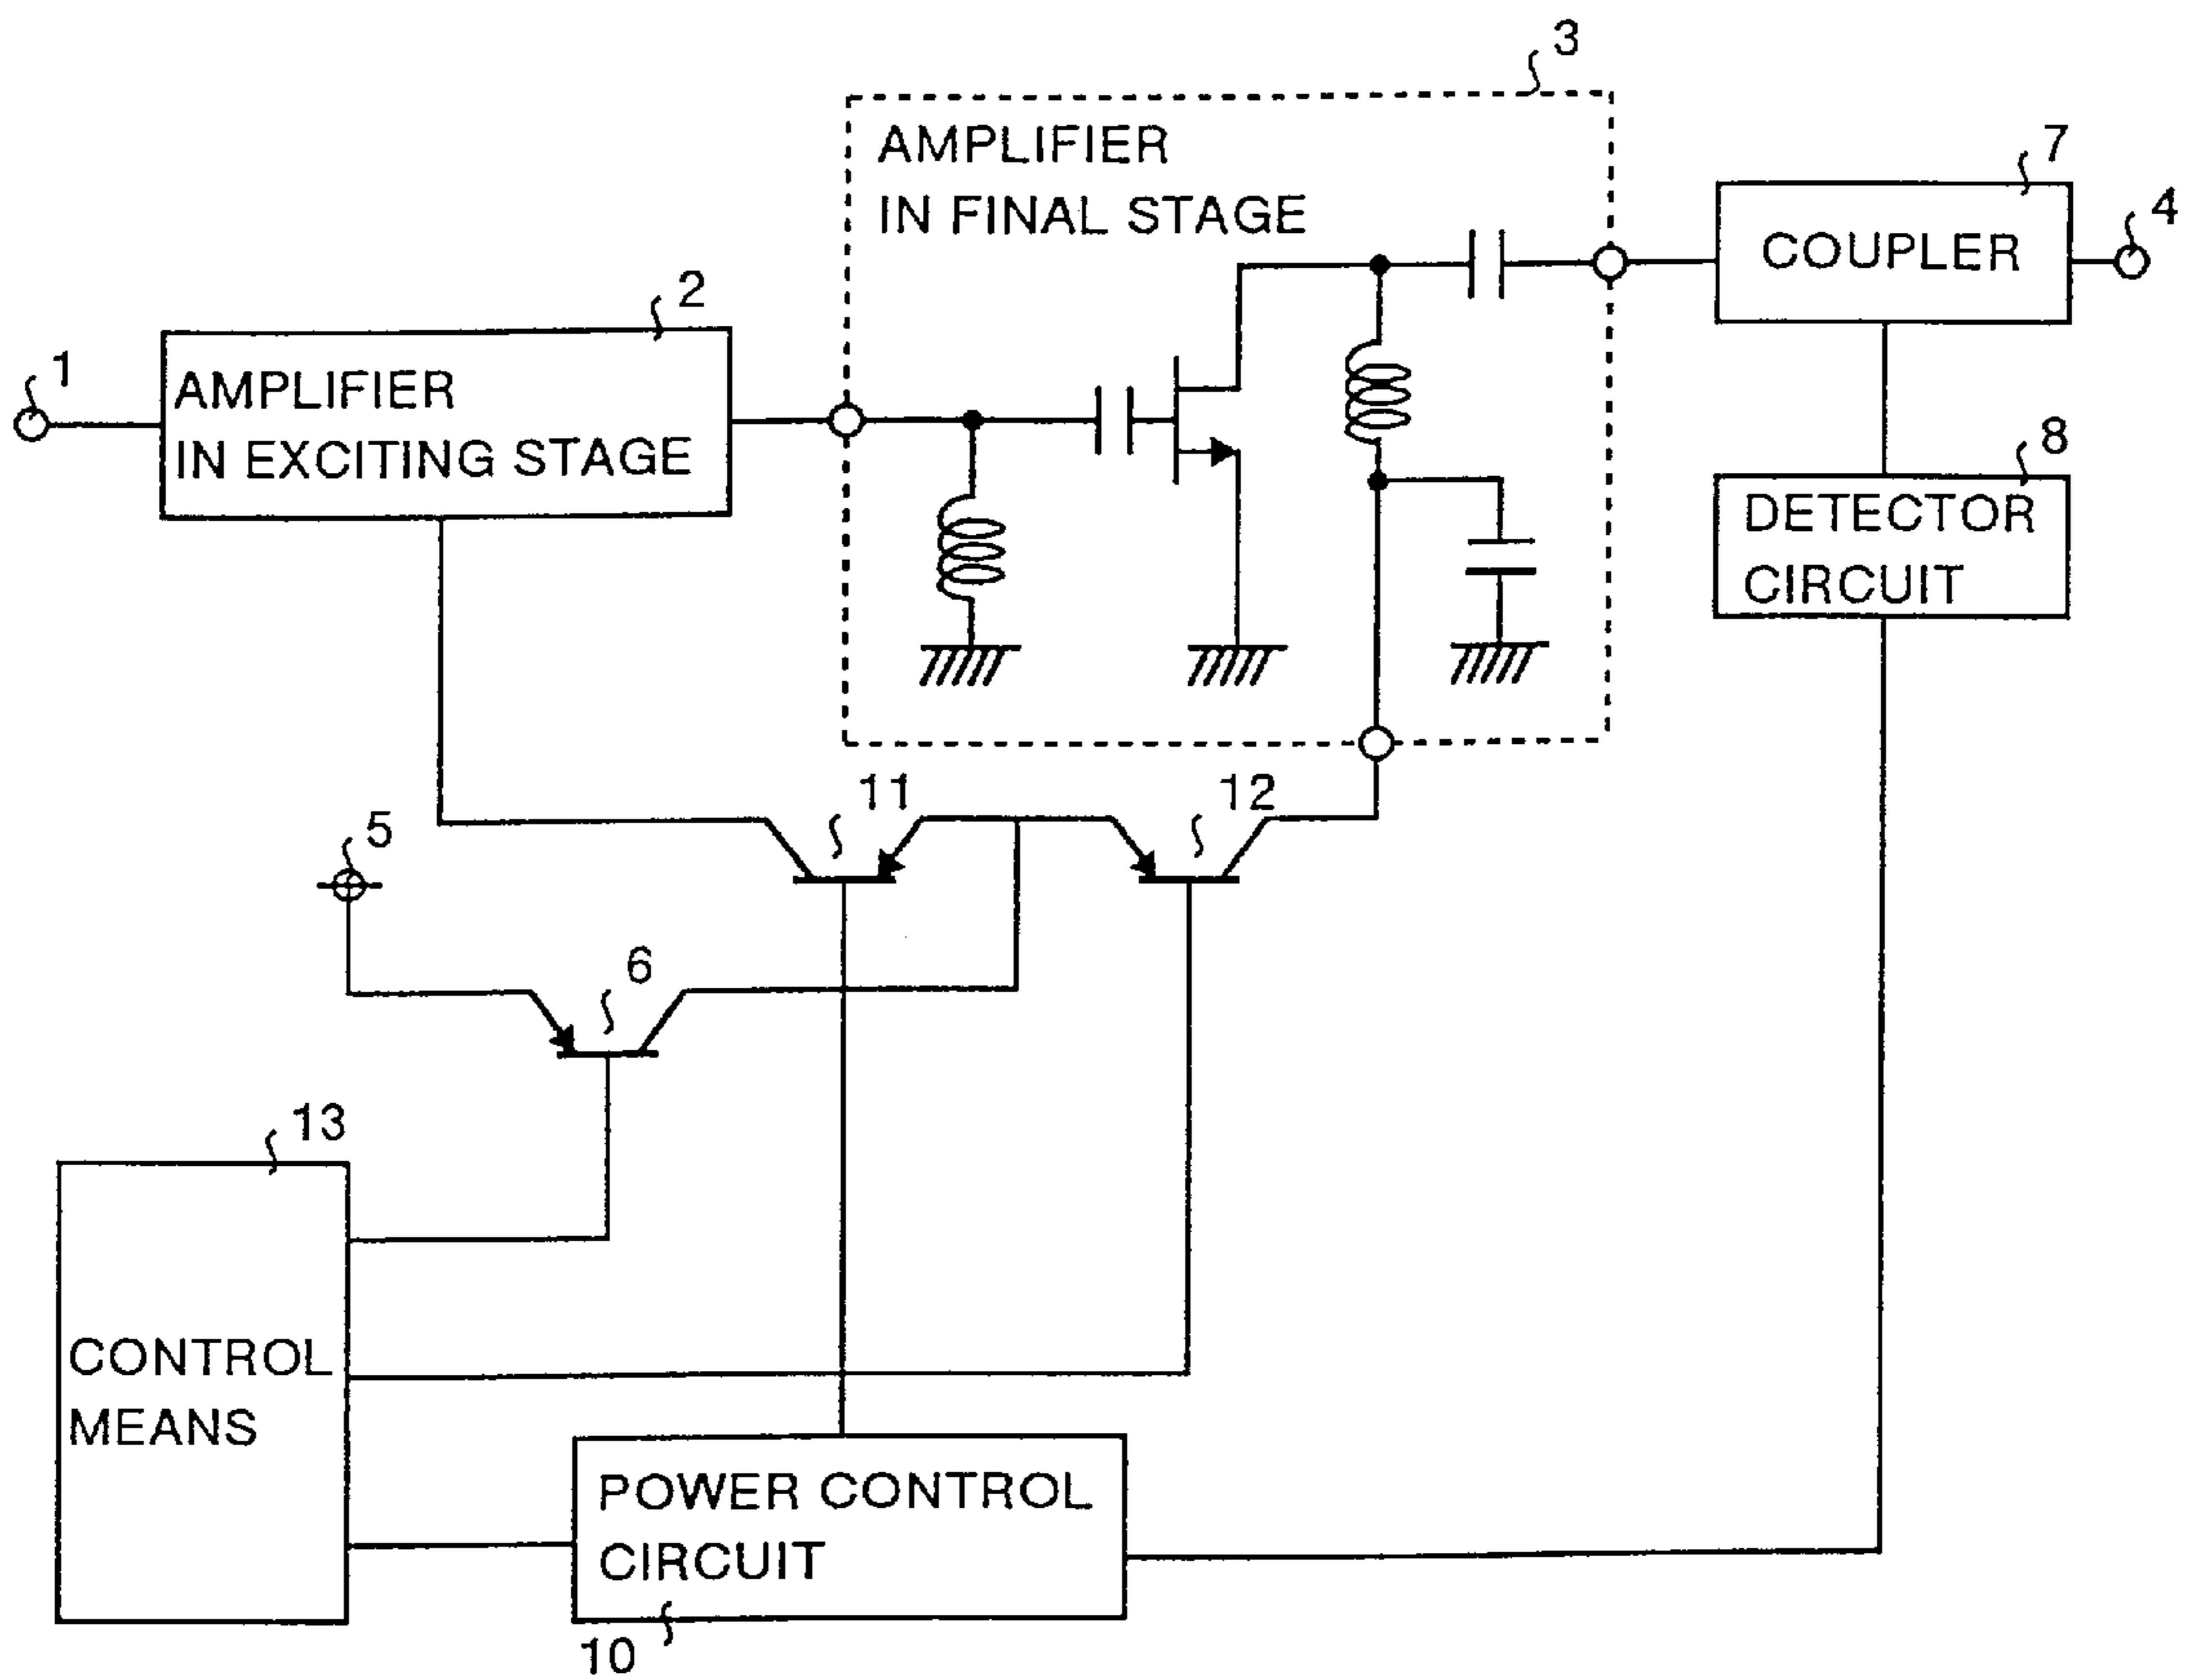 3
AMPLIFIER
IN FINAL STAGE
7
COUPLER
4
2
AMPLIFIER
IN EXCITING STAGE
1
8
DETECTOR
CIRCUIT
11
12
5
6
13
CONTROL
MEANS
POWER CONTROL
CIRCUIT
10